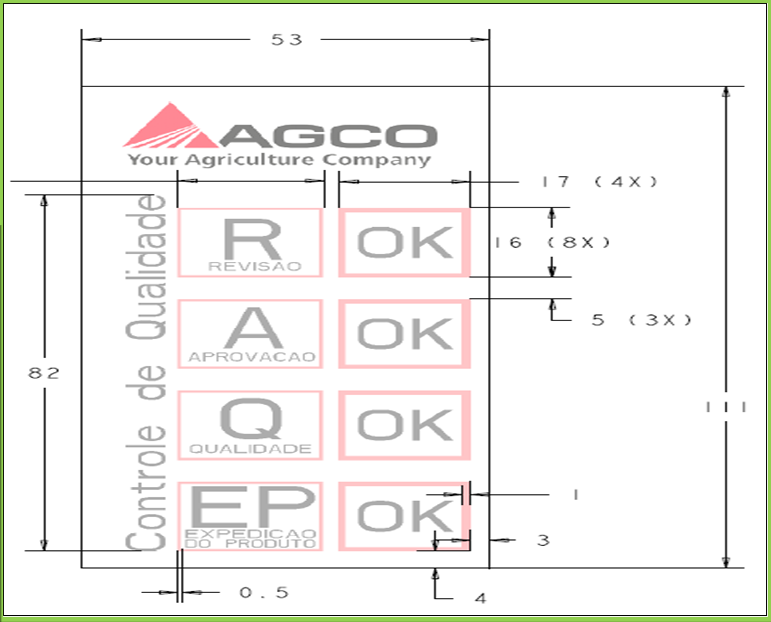 53
AGCO
Your Agriculture Company
17 (4X)
Controle de Qualidade
R
REVISAO
OK
16 (8X)
A
APROVACAO
OK
5 (3X)
82
111
Q
QUALIDADE
OK
EP
EXPEDICAO
DO PRODUTO
OK
1
3
0.5
4